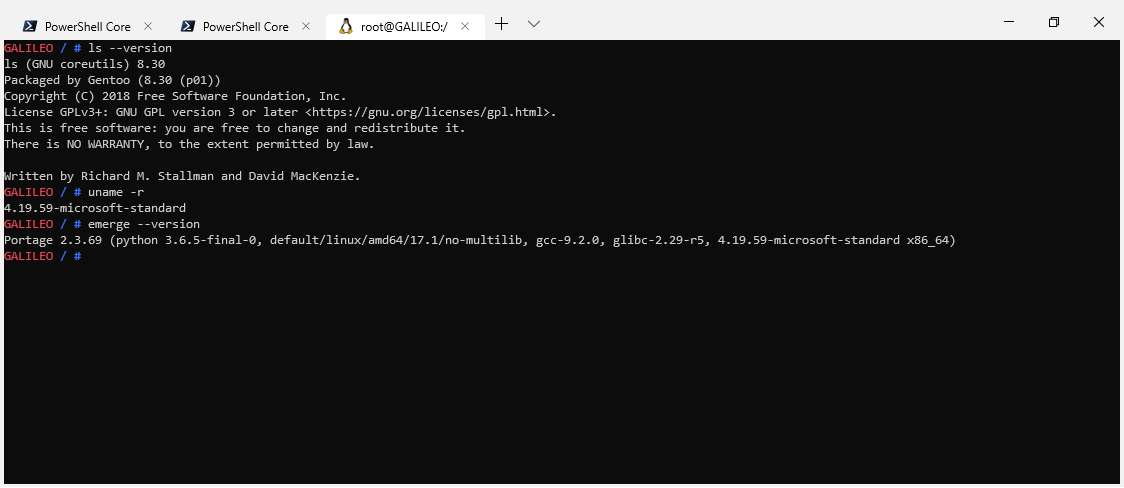 PowerShell Core PowerShell Core root@GALILEO:/
GALILEO / # ls --version
ls (GNU coreutils) 8.30
Packaged by Gentoo (8.30 (p01))
Copyright (C) 2018 Free Software Foundation, Inc.
License GPLv3+: GNU GPL version 3 or later <https://gnu.org/licenses/gpl.html>.
This is free software: you are free to change and redistribute it.
There is NO WARRANTY, to the extent permitted by law.
Written by Richard M. Stallman and David MacKenzie.
GALILEO / # uname -r
4.19.59-microsoft-standard
GALILEO / # emerge --version
Portage 2.3.69 (python 3.6.5-final-0, default/linux/amd64/17.1/no-multilib, gcc-9.2.0, glibc-2.29-r5, 4.19.59-microsoft-standard x86_64)
GALILEO / #